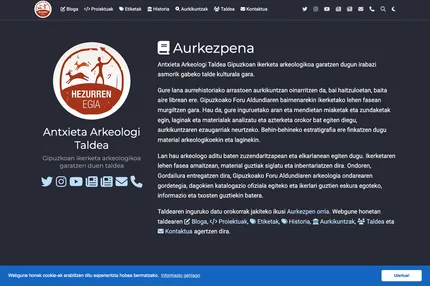 Bloga Proiektuak Etiketak Historia Aurkikuntzak Taldea Kontaktua
HEZURREN
EGIA
Antxieta Arkeologi
Taldea
Gipuzkoan ikerketa arkeologikoa
garatzen duen taldea
Aurkezpena
Antxieta Arkeologi Taldea Gipuzkoan ikerketa arkeologikoa garatzen dugun irabazi
asmorik gabeko talde kulturala gara.
Gure lana aurrehistoriako arrastoen aurkikuntzan oinarritzen da, bai haitzuloetan, baita
aire librean ere. Gipuzkoako Foru Aldundiaren baimenarekin ikerketako lehen fasean
murgiltzen gara. Hau da, gure inguruetako aran eta mendietan miaketak eta zundaketak
egin, laginak eta materialak analizatu eta azterketa orokor bat egiten diegu,
aurkikuntzaren ezaugarriak neurtzeko. Behin-behineko estratigrafia ere finkatzen dugu
material arkeologikoekin eta laginekin.
Lan hau arkeologo aditu baten zuzendaritzapean eta elkarlanean egiten dugu. Ikerketaren
lehen fasea amaitzean, material guztiak siglatu eta inbentariatzen dira. Ondoren,
Gordailura entregatzen dira, Gipuzkoako Foru Aldundiaren arkeologia ondarearen
gordetegia, dagokien katalogazio ofiziala egiteko eta ikerlari guztien eskura egoteko,
informazio eta txosten guztiekin batera.
Taldearen inguruko datu orokorrak jakiteko ikusi Aurkezpen orria. Webgune honetan
taldearen Bloga, Proiektuak, Etiketak, Historia, Aurkikuntzak, Taldea eta
Kontaktua agertzen dira.
Webgune honek cookie-ak erabiltzen ditu esperientzia hobea bermatzeko. Informazio gehiago
Ulertuta!